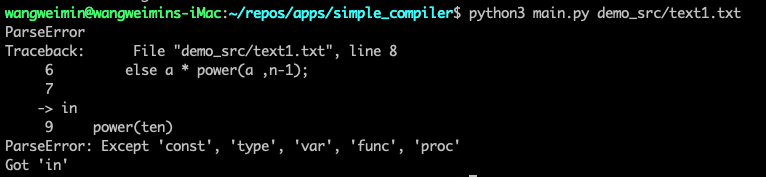 wangweimin@wangweimins-iMac:~/repos/apps/simple_compiler$ python3 main.py demo_src/text1.txt
ParseError
Traceback:      File "demo_src/text1.txt", line 8
     6         else a * power(a ,n-1);
     7
    -> in
     9     power(ten)
ParseError: Except 'const', 'type', 'var', 'func', 'proc'
Got 'in'